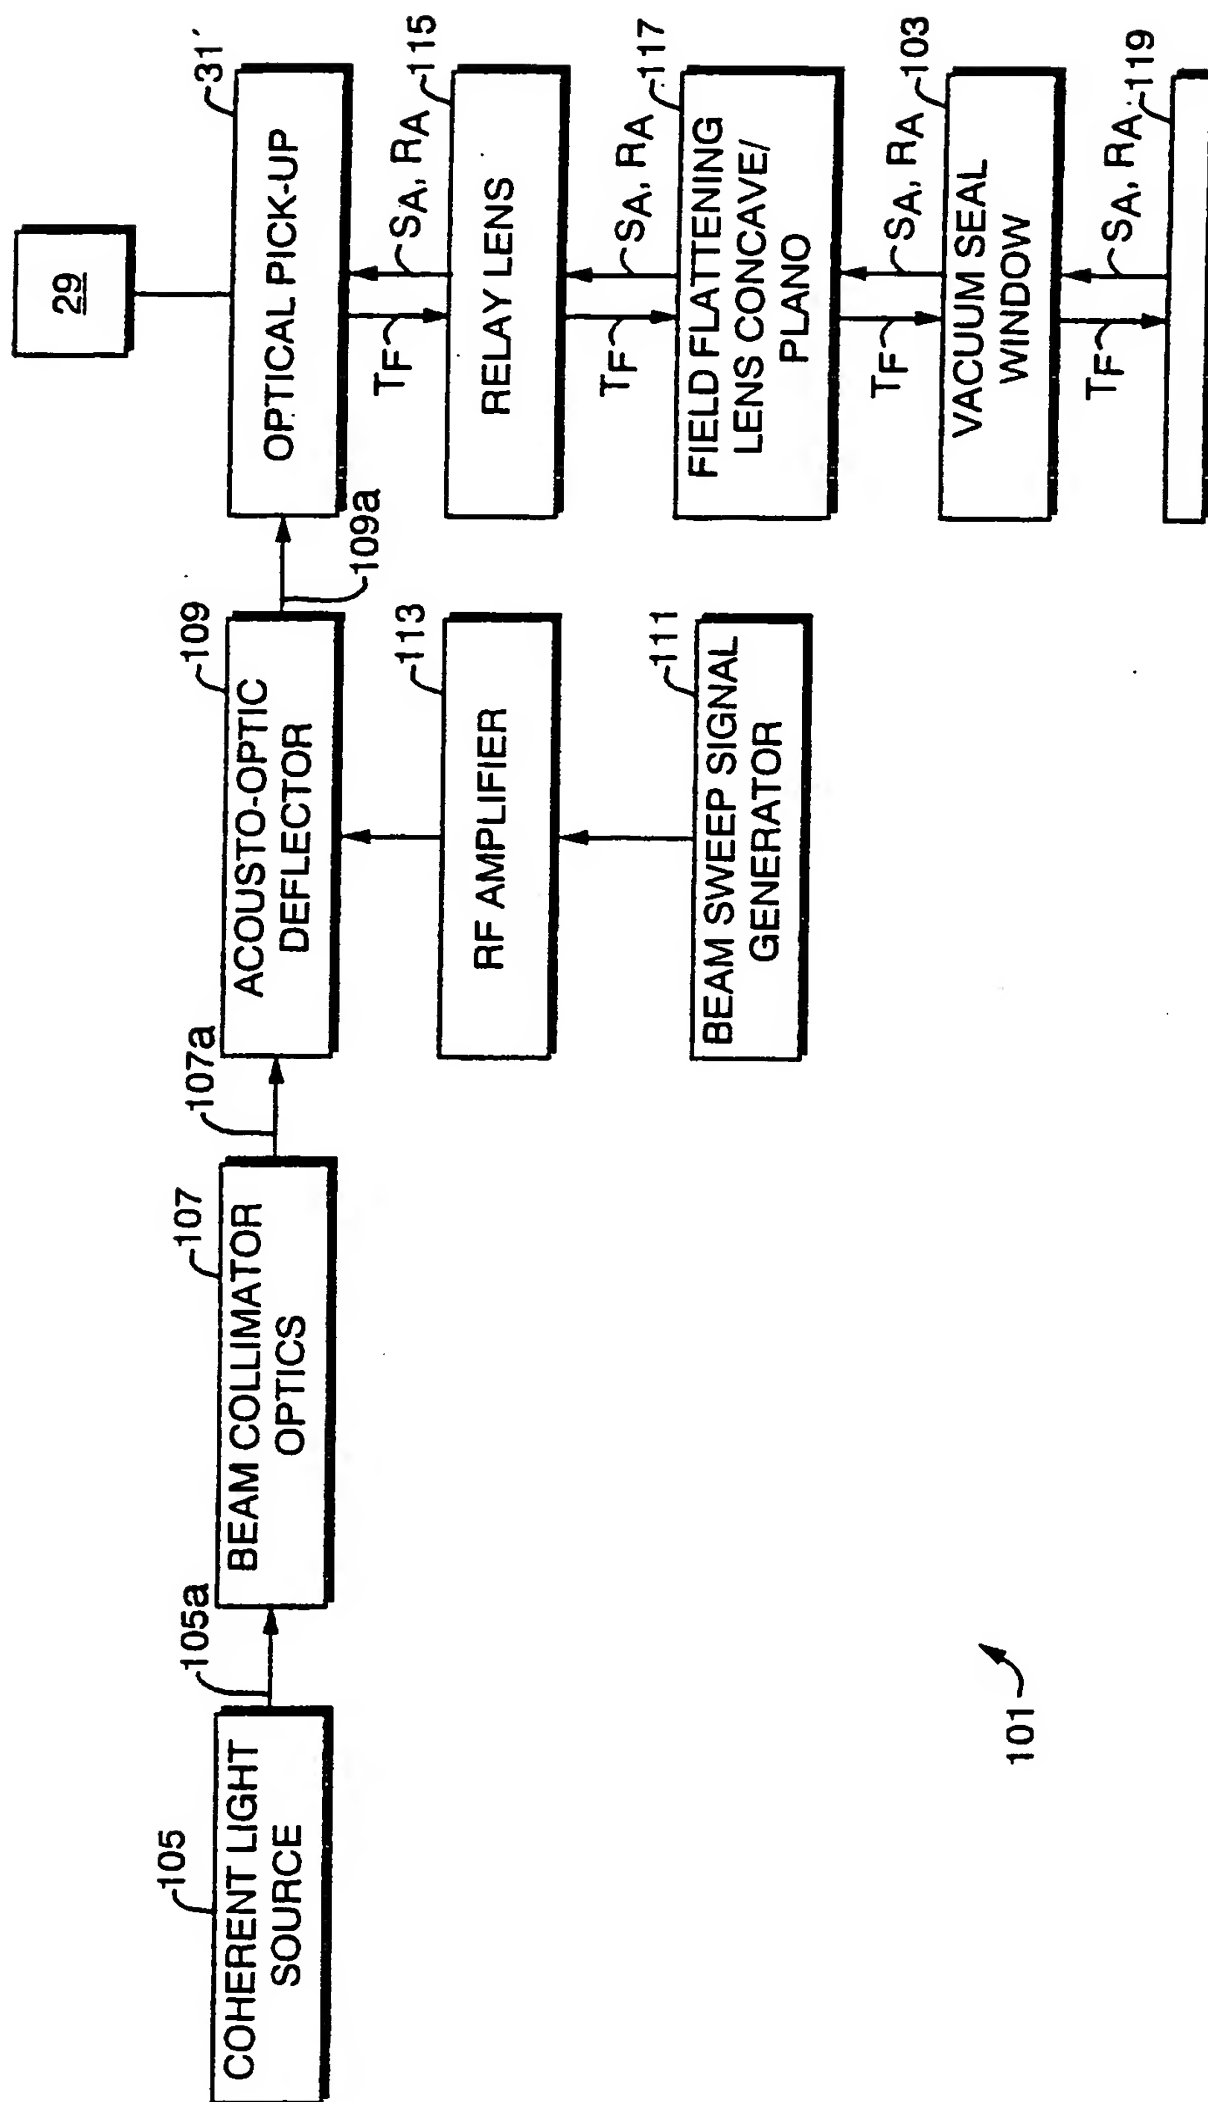 29
31´
OPTICAL PICK-UP
109a
TF
SA, RA
115
RELAY LENS
TF
SA, RA
117
FIELD FLATTENING
LENS CONCAVE/
PLANO
TF
SA, RA
103
VACUUM SEAL
WINDOW
TF
SA, RA
119
109
ACOUSTO-OPTIC
DEFLECTOR
113
RF AMPLIFIER
111
BEAM SWEEP SIGNAL
GENERATOR
107a
107
BEAM COLLIMATOR
OPTICS
105a
105
COHERENT LIGHT
SOURCE
101